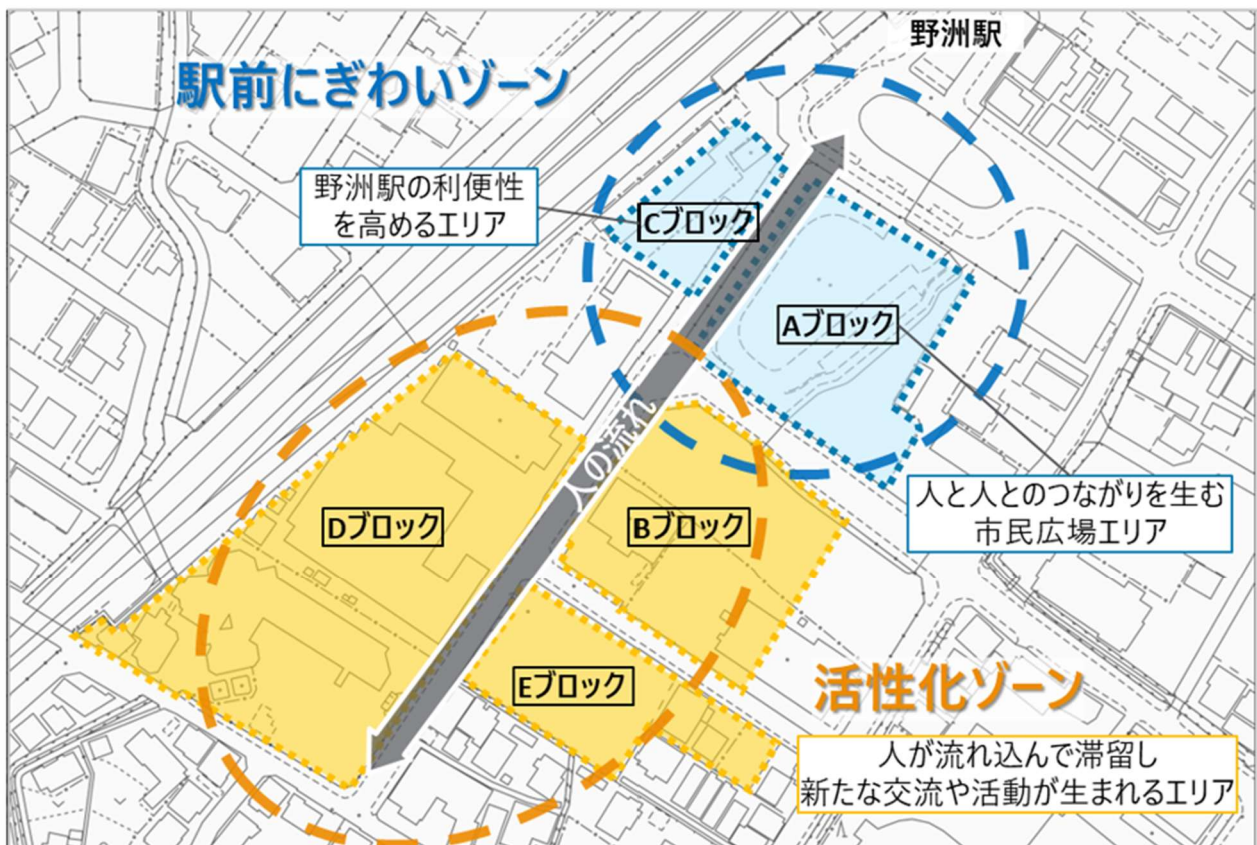 野洲駅
駅前にぎわいゾーン
野洲駅の利便性
を高めるエリア
Cブロック
Aブロック
人の流れ
Dブロック
Bブロック
人と人とのつながりを生む
市民広場エリア
Eブロック
活性化ゾーン
人が流れ込んで滞留し
新たな交流や活動が生まれるエリア